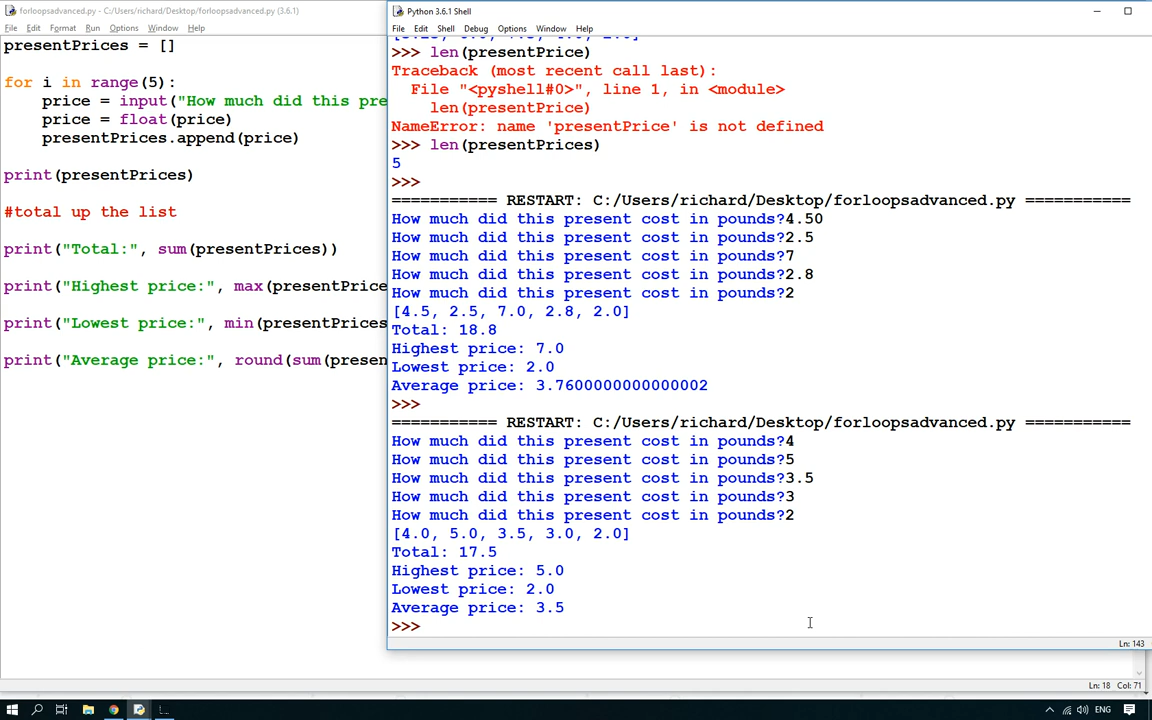 forloopsadvanced.py - C:/Users/richard/Desktop/forloopsadvanced.py (3.6.1)
File Edit Format Run Options Window Help
presentPrices = []
for i in range(5):
price = input("How much did this pre
price = float(price)
presentPrices.append(price)
print(presentPrices)
#total up the list
print("Total:", sum(presentPrices))
print("Highest price:", max(presentPrice
print("Lowest price:", min(presentPrices
print("Average price:", round(sum(presen
Ln: 18 Col: 71
Python 3.6.1 Shell
File Edit Shell Debug Options Window Help
>>> len(presentPrice)
Traceback (most recent call last):
File "<pyshell#0>", line 1, in <module>
len(presentPrice)
NameError: name 'presentPrice' is not defined
>>> len(presentPrices)
5
>>>
=========== RESTART: C:/Users/richard/Desktop/forloopsadvanced.py ===========
How much did this present cost in pounds?4.50
How much did this present cost in pounds?2.5
How much did this present cost in pounds?7
How much did this present cost in pounds?2.8
How much did this present cost in pounds?2
[4.5, 2.5, 7.0, 2.8, 2.0]
Total: 18.8
Highest price: 7.0
Lowest price: 2.0
Average price: 3.7600000000000002
>>>
=========== RESTART: C:/Users/richard/Desktop/forloopsadvanced.py ===========
How much did this present cost in pounds?4
How much did this present cost in pounds?5
How much did this present cost in pounds?3.5
How much did this present cost in pounds?3
How much did this present cost in pounds?2
[4.0, 5.0, 3.5, 3.0, 2.0]
Total: 17.5
Highest price: 5.0
Lowest price: 2.0
Average price: 3.5
>>>
Ln: 143
ENG